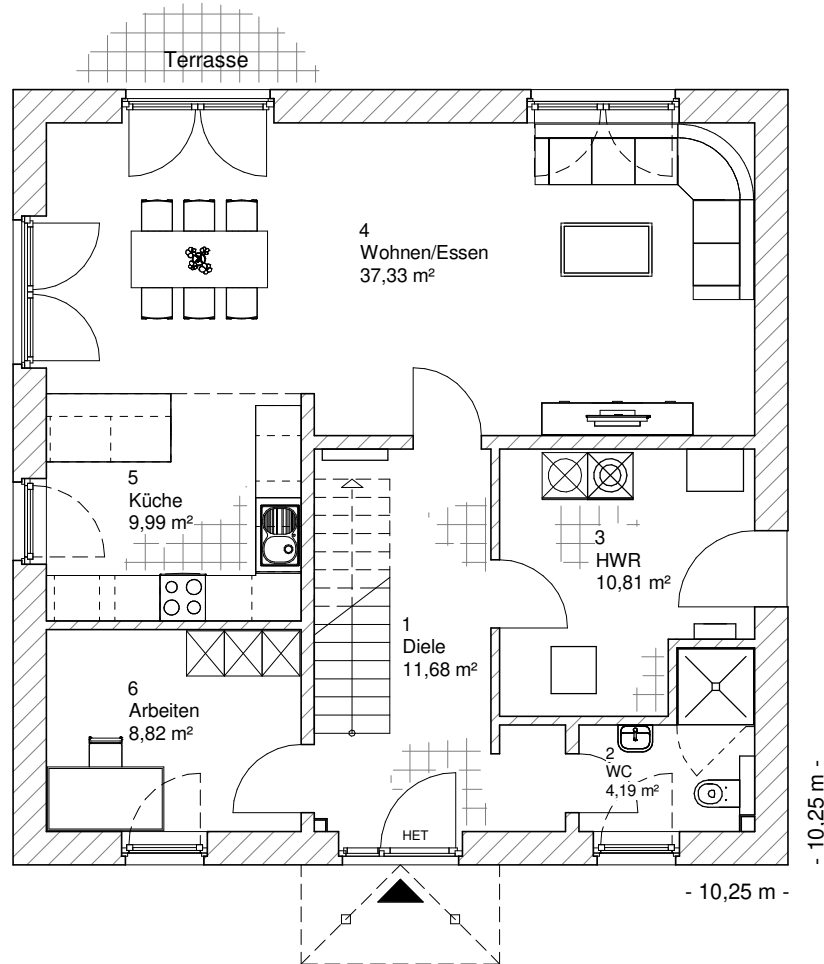 Terrasse
4
Wohnen/Essen
37,33 m²
5
Küche
9,99 m²
3
HWR
10,81 m²
1
Diele
11,68 m²
6
Arbeiten
8,82 m²
2
WC
4,19 m²
HET
- 10,25 m -
- 10,25 m -